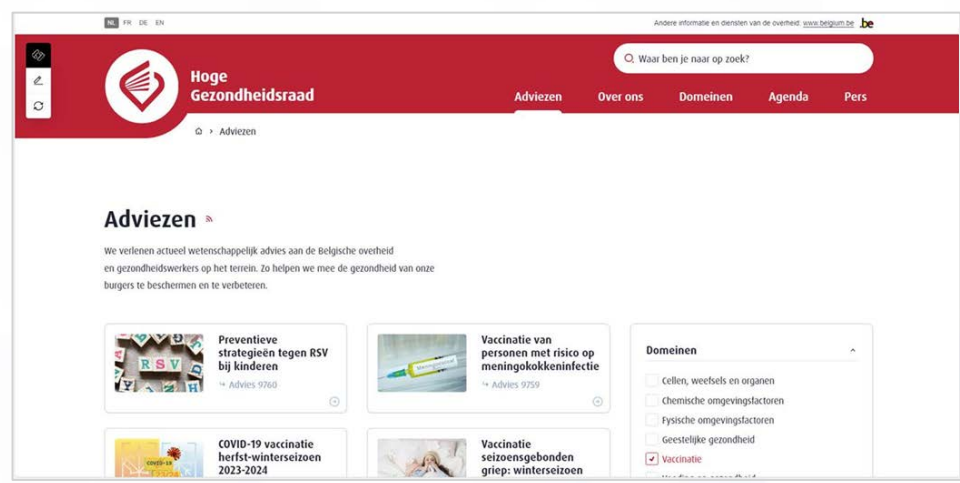 NL FR DE EN
Andere informatie en diensten van de overheid: www.belgium.be .be
Waar ben je naar op zoek?
Hoge
Gezondheidsraad
Adviezen Over ons Domeinen Agenda Pers
Adviezen
Adviezen
We verlenen actueel wetenschappelijk advies aan de Belgische overheid
en gezondheidswerkers op het terrein. Zo helpen we mee de gezondheid van onze
burgers te beschermen en te verbeteren.
RSV
Preventieve
strategieën tegen RSV
bij kinderen
Advies 9760
Vaccinatie van
personen met risico op
meningokokkeninfectie
Advies 9759
Domeinen
Cellen, weefsels en organen
Chemische omgevingsfactoren
Fysische omgevingsfactoren
Geestelijke gezondheid
Vaccinatie
COVID-19
COVID-19 vaccinatie
herfst-winterseizoen
2023-2024
Vaccinatie
seizoensgebonden
griep: winterseizoen